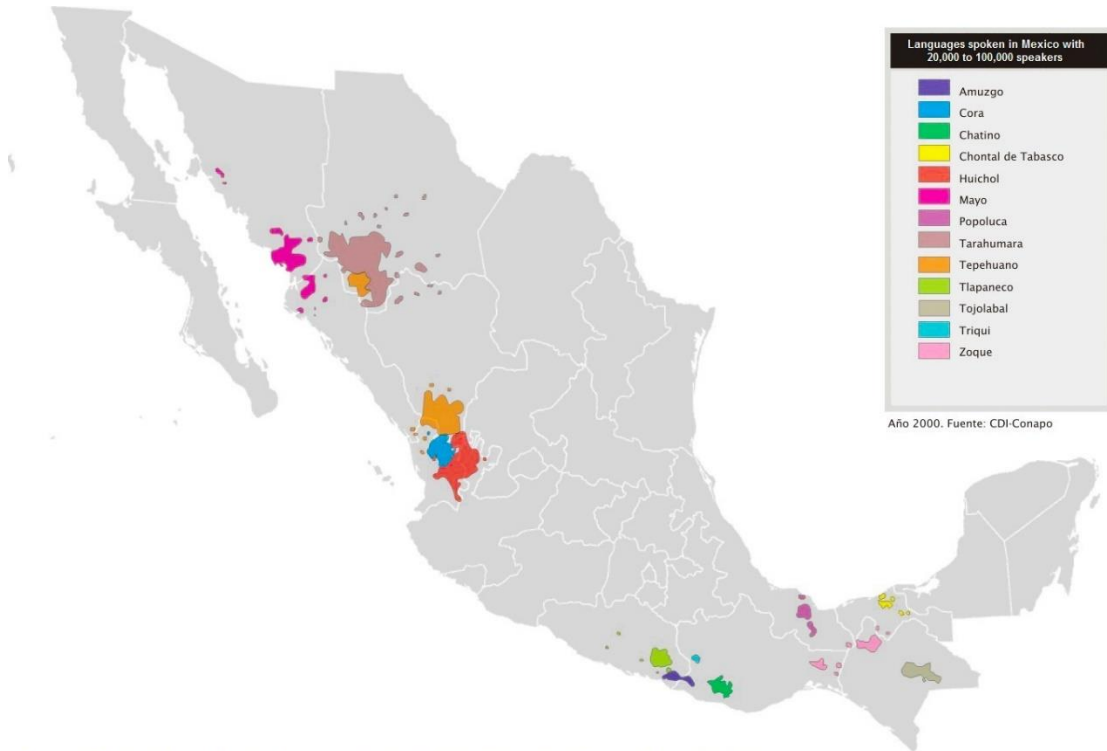 Languages spoken in Mexico with
20,000 to 100,000 speakers
Amuzgo
Cora
Chatino
Chontal de Tabasco
Huichol
Mayo
Popoluca
Tarahumara
Tepehuano
Tlapaneco
Tojolabal
Triqui
Zoque
Año 2000. Fuente: CDI-Conapo